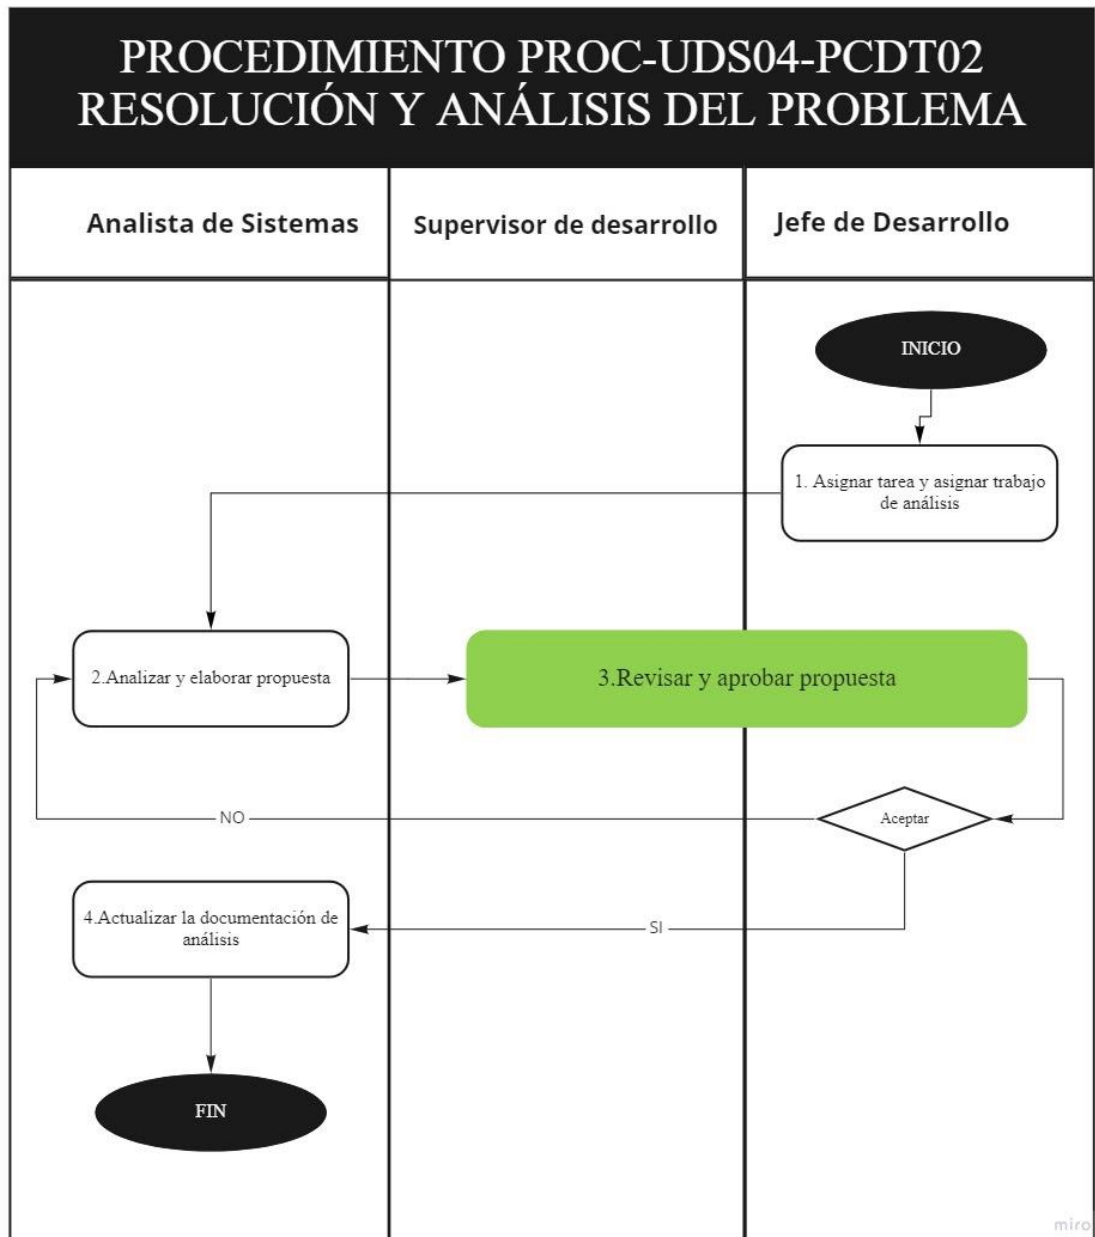 PROCEDIMIENTO PROC-UDS04-PCDT02
RESOLUCIÓN Y ANÁLISIS DEL PROBLEMA
Analista de Sistemas
Supervisor de desarrollo
Jefe de Desarrollo
INICIO
1. Asignar tarea y asignar trabajo
de análisis
2.Analizar y elaborar propuesta
3.Revisar y aprobar propuesta
NO
Aceptar
4.Actualizar la documentación de
análisis
SI
FIN
miro